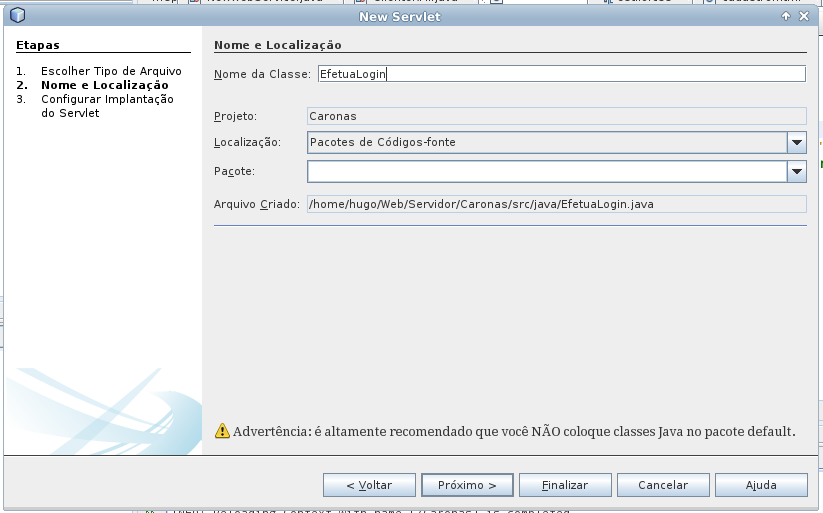 New Servlet
Etapas
1. Escolher Tipo de Arquivo
2. Nome e Localização
3. Configurar Implantação
do Servlet
Nome e Localização
Nome da Classe: EfetuaLogin
Projeto: Caronas
Localização: Pacotes de Códigos-fonte
Pacote:
Arquivo Criado: /home/hugo/Web/Servidor/Caronas/src/java/EfetuaLogin.java
Advertência: é altamente recomendado que você NÃO coloque classes Java no pacote default.
< Voltar Próximo > Finalizar Cancelar Ajuda